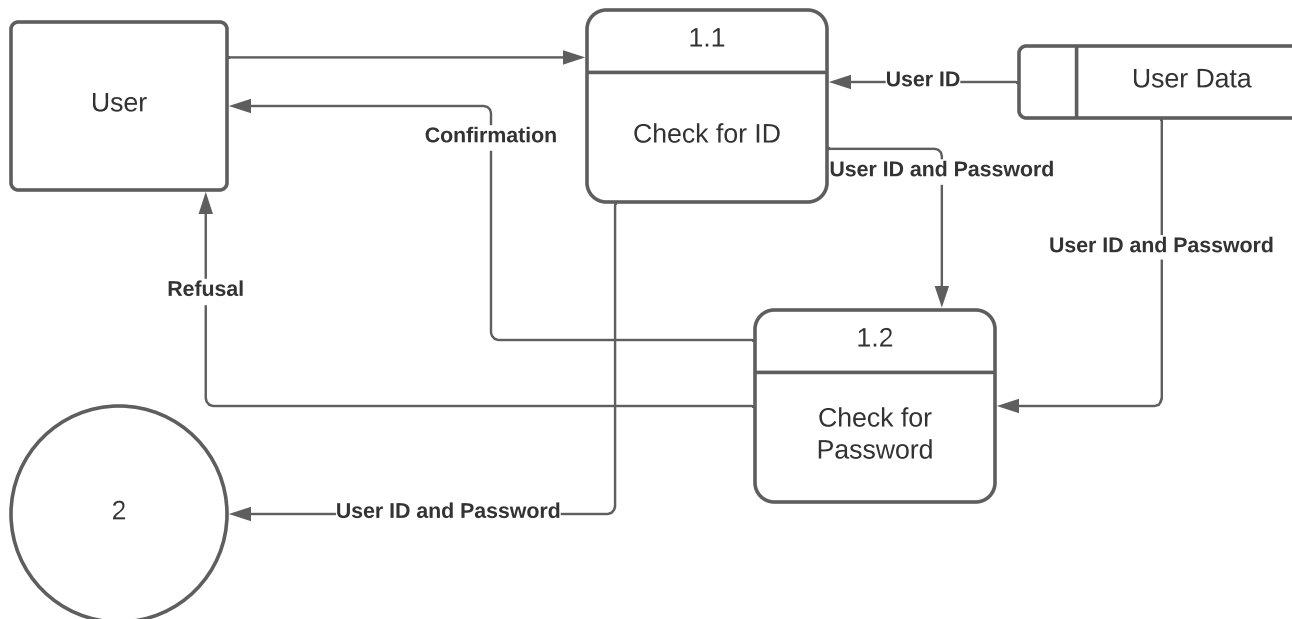 1.1
User
User ID
User Data
Confirmation
Check for ID
User ID and Password
User ID and Password
Refusal
1.2
Check for
Password
2
User ID and Password